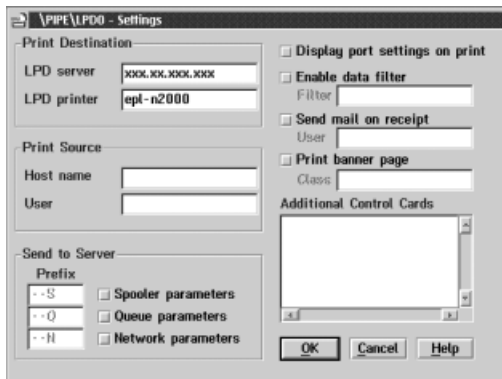 \PIPE\LPD0 - Settings
Print Destination
LPD server xxx.xx.xxx.xxx
LPD printer epl-n2000
Print Source
Host name
User
Send to Server
Prefix
--S Spooler parameters
--Q Queue parameters
--N Network parameters
Display port settings on print
Enable data filter
Filter
Send mail on receipt
User
Print banner page
Class
Additional Control Cards
OK Cancel Help